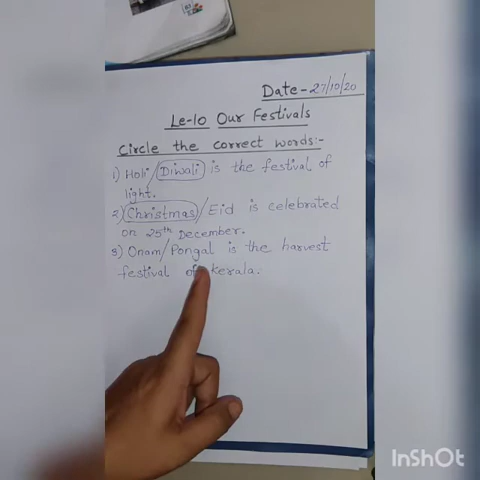 Date-27/10/20
Le-10 Our Festivals
Circle the correct words:-
1) Holi/Diwali is the festival of
light.
2) Christmas/Eid is celebrated
on 25th December.
3) Onam/Pongal is the harvest
festival of kerala.
InShOt